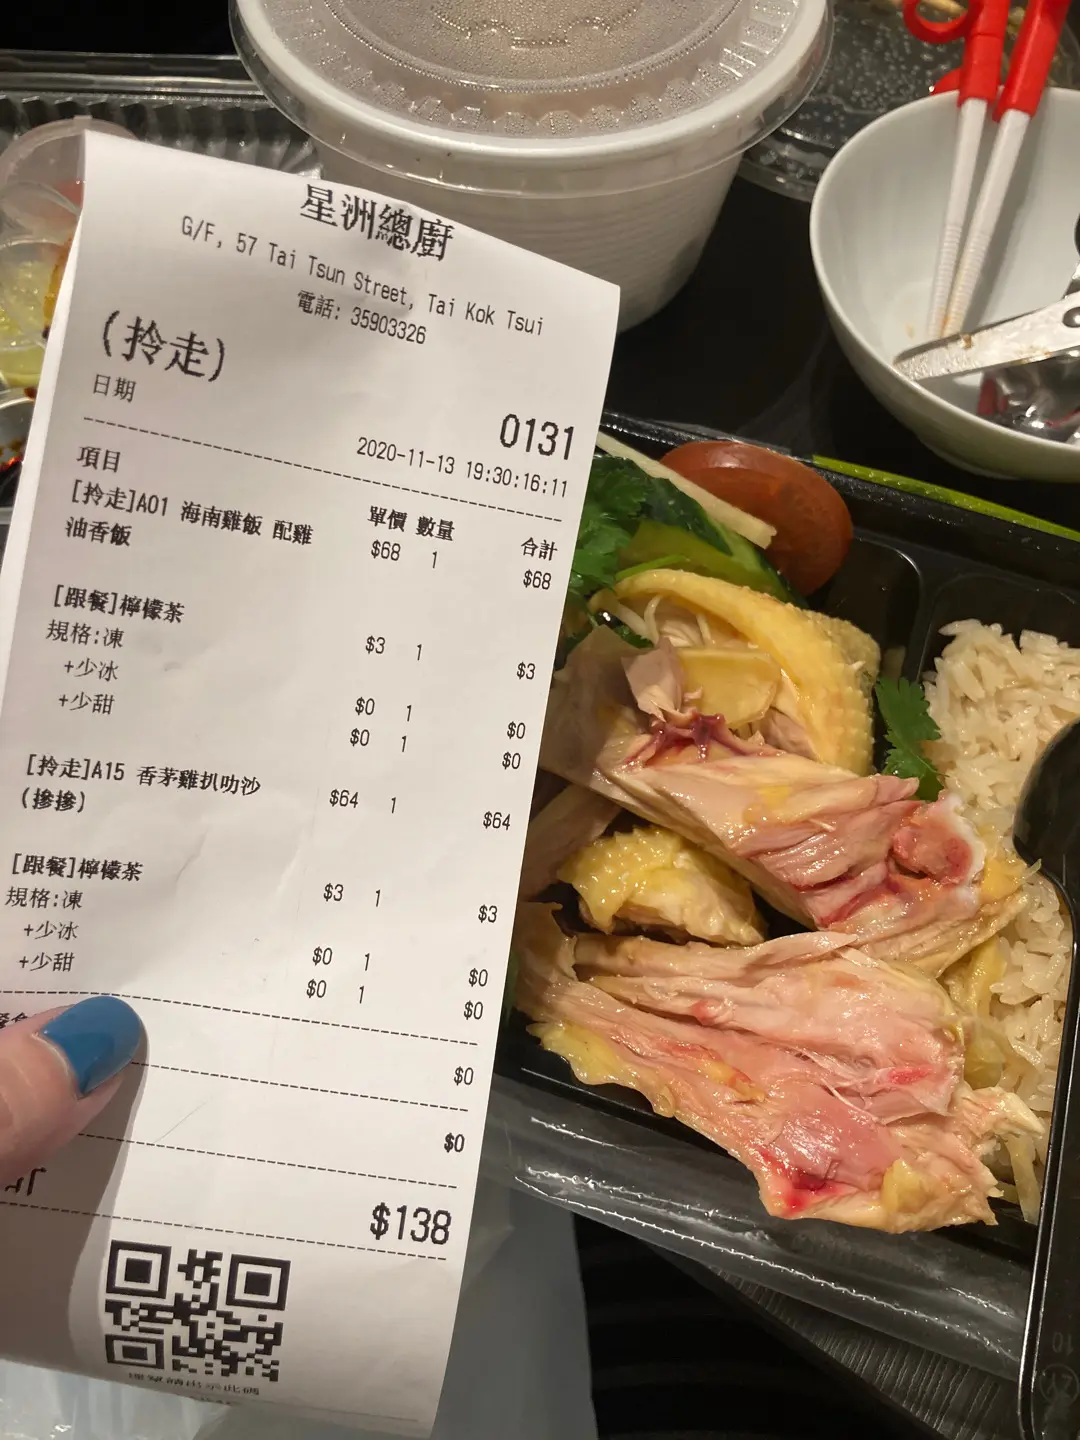 星洲總廚
G/F, 57 Tai Tsun Street, Tai Kok Tsui
電話: 35903326
(拎走)
0131
日期 2020-11-13 19:30:16:11
項目 單價 數量 合計
[拎走]A01 海南雞飯 配雞 $68 1 $68
油香飯
[跟餐]檸檬茶 $3 1 $3
規格:凍
+少冰 $0 1 $0
+少甜 $0 1 $0
[拎走]A15 香茅雞扒叻沙 $64 1 $64
(摻摻)
[跟餐]檸檬茶 $3 1 $3
規格:凍
+少冰 $0 1 $0
+少甜 $0 1 $0
$0
$0
$138